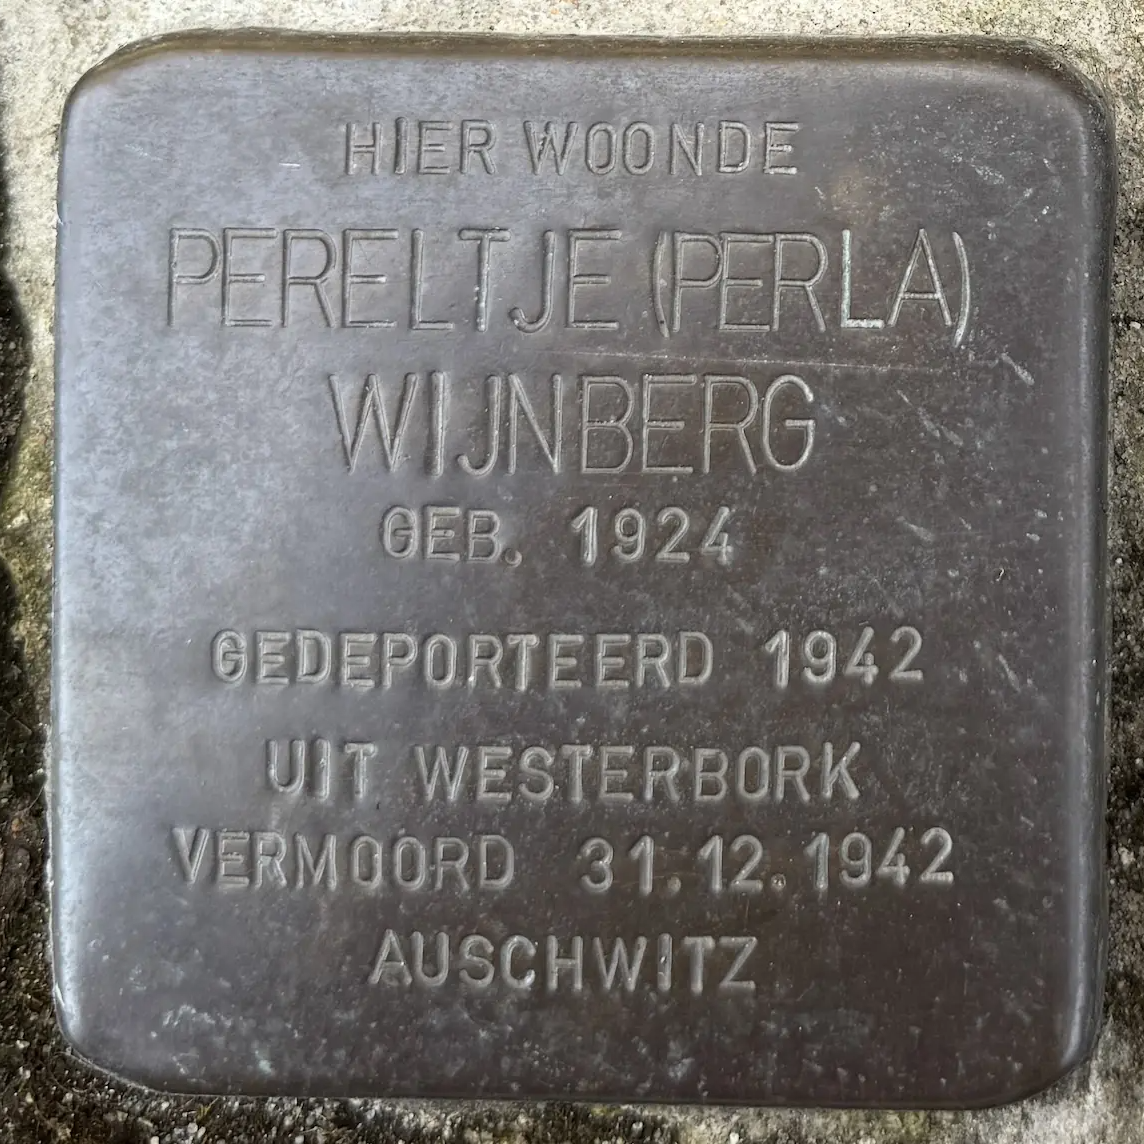 HIER WOONDE
PERELTJE (PERLA)
WIJNBERG
GEB. 1924
GEDEPORTEERD 1942
UIT WESTERBORK
VERMOORD 31.12.1942
AUSCHWITZ